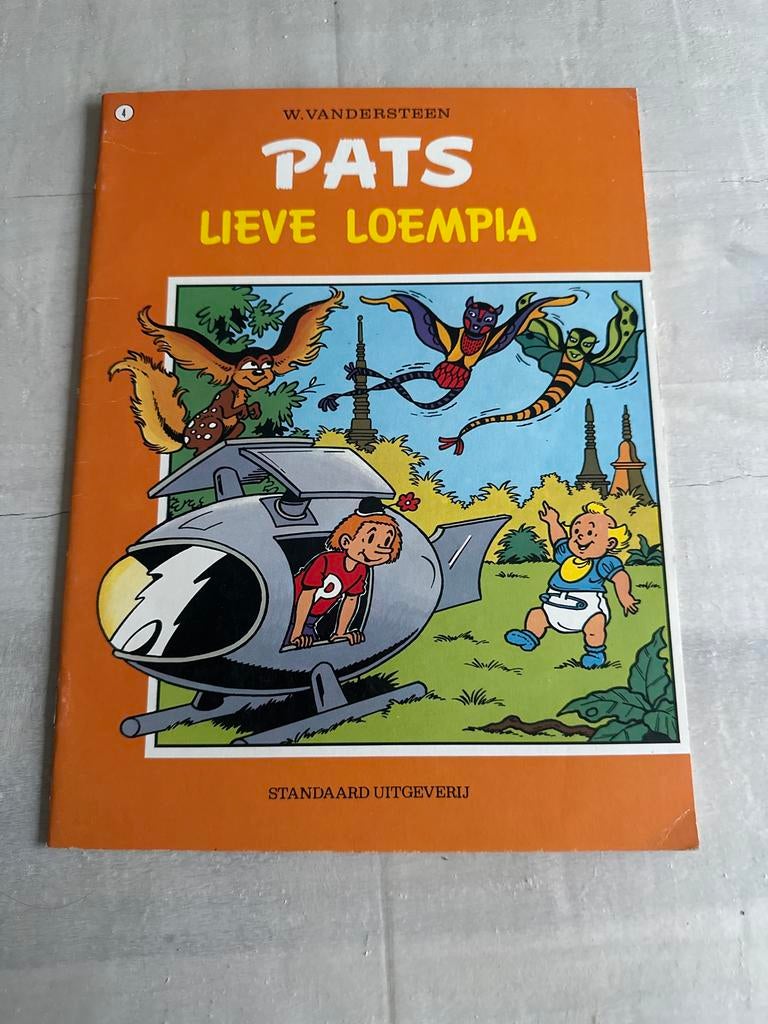 4
W. VANDERSTEEN
PATS
LIEVE LOEMPIA
P
STANDAARD UITGEVERIJ